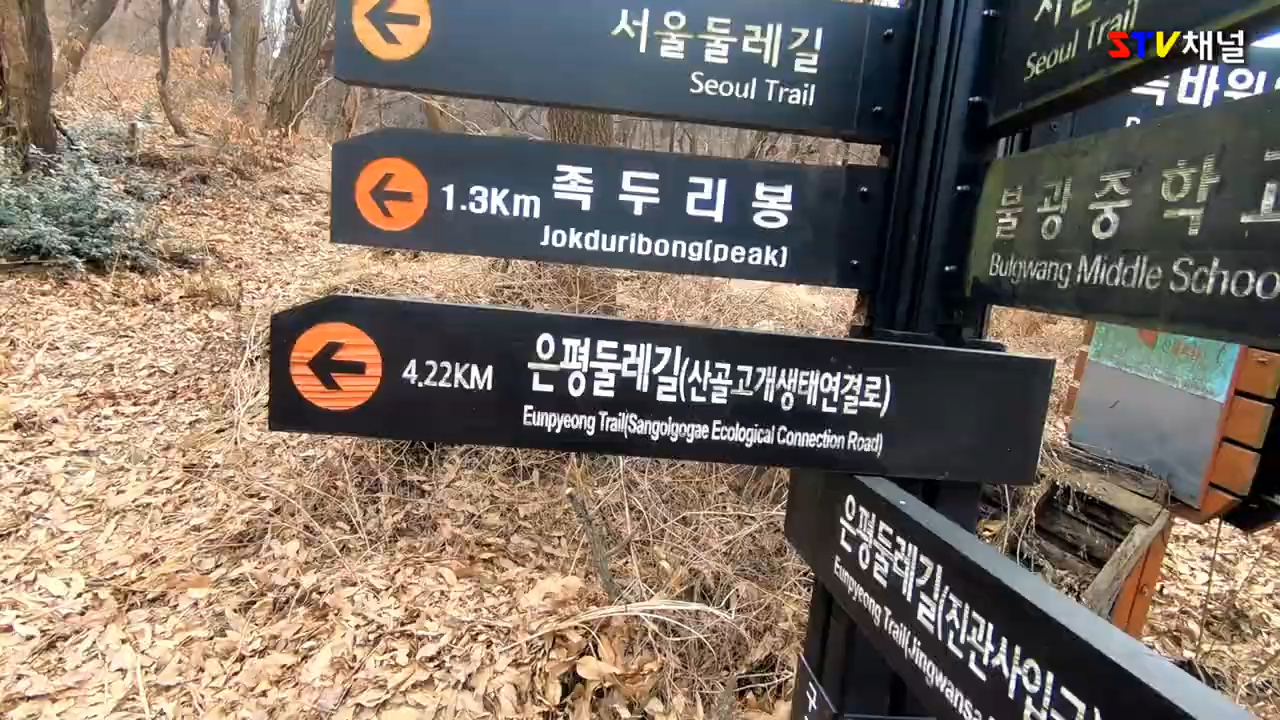 서울둘레길
Seoul Trail
1.3Km 족두리봉
Jokduribong(peak)
4.22KM 은평둘레길(산골고개생태연결로)
Eunpyeong Trail(Sangolgogae Ecological Connection Road)
Seoul Trail
STV채널
불광중학
Bulgwang Middle School
은평둘레길(진관사입구)
Eunpyeong Trail(Jingwansa